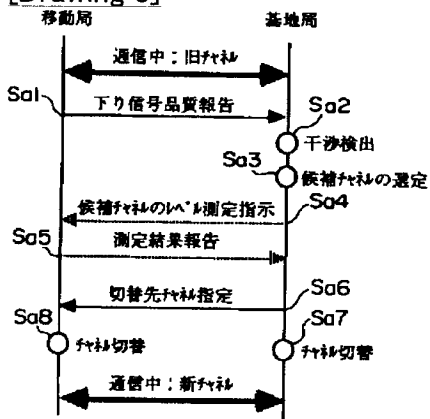 [Drawing 6]
移動局 基地局
通信中：旧ﾁｬﾈﾙ
Sa1 下り信号品質報告 Sa2
干渉検出
Sa3
候補ﾁｬﾈﾙの選定
候補ﾁｬﾈﾙのﾚﾍﾞﾙ測定指示 Sa4
Sa5 測定結果報告
切替先ﾁｬﾈﾙ指定 Sa6
Sa8 Sa7
ﾁｬﾈﾙ切替 ﾁｬﾈﾙ切替
通信中：新ﾁｬﾈﾙ